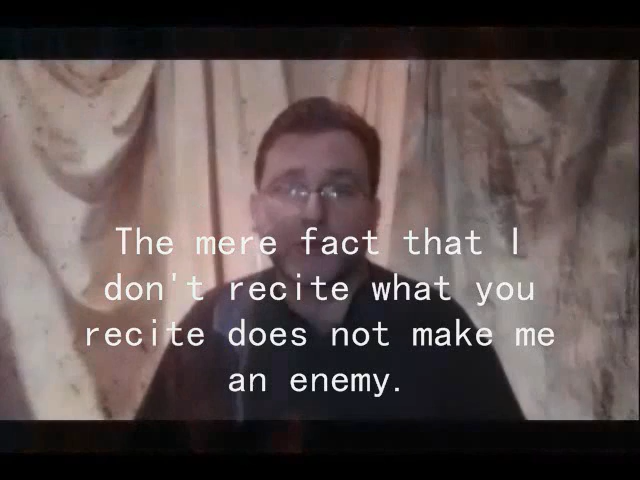 The mere fact that I
don't recite what you
recite does not make me
an enemy.